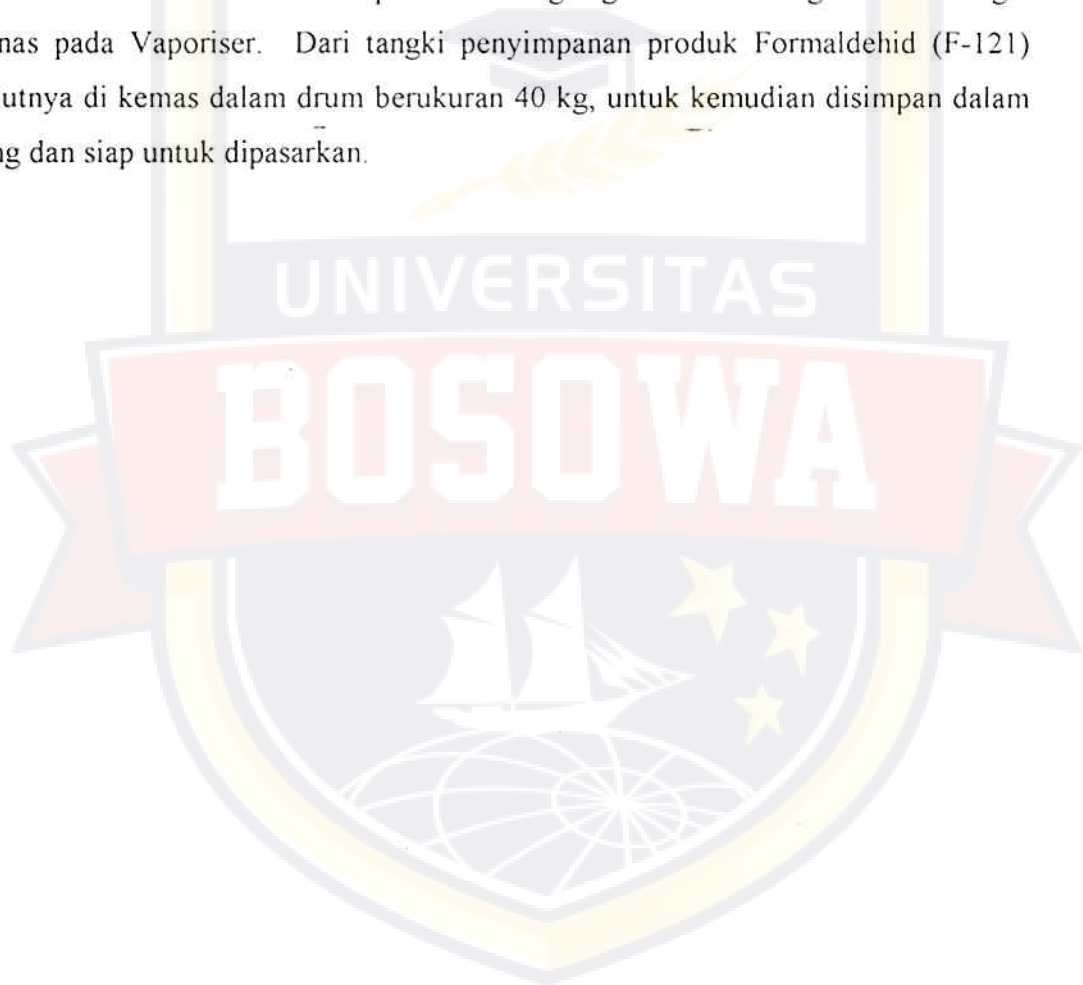 nas pada Vaporiser. Dari tangki penyimpanan produk Formaldehid (F-121)
utnya di kemas dalam drum berukuran 40 kg, untuk kemudian disimpan dalam
ng dan siap untuk dipasarkan.
UNIVERSITAS
BOSOWA